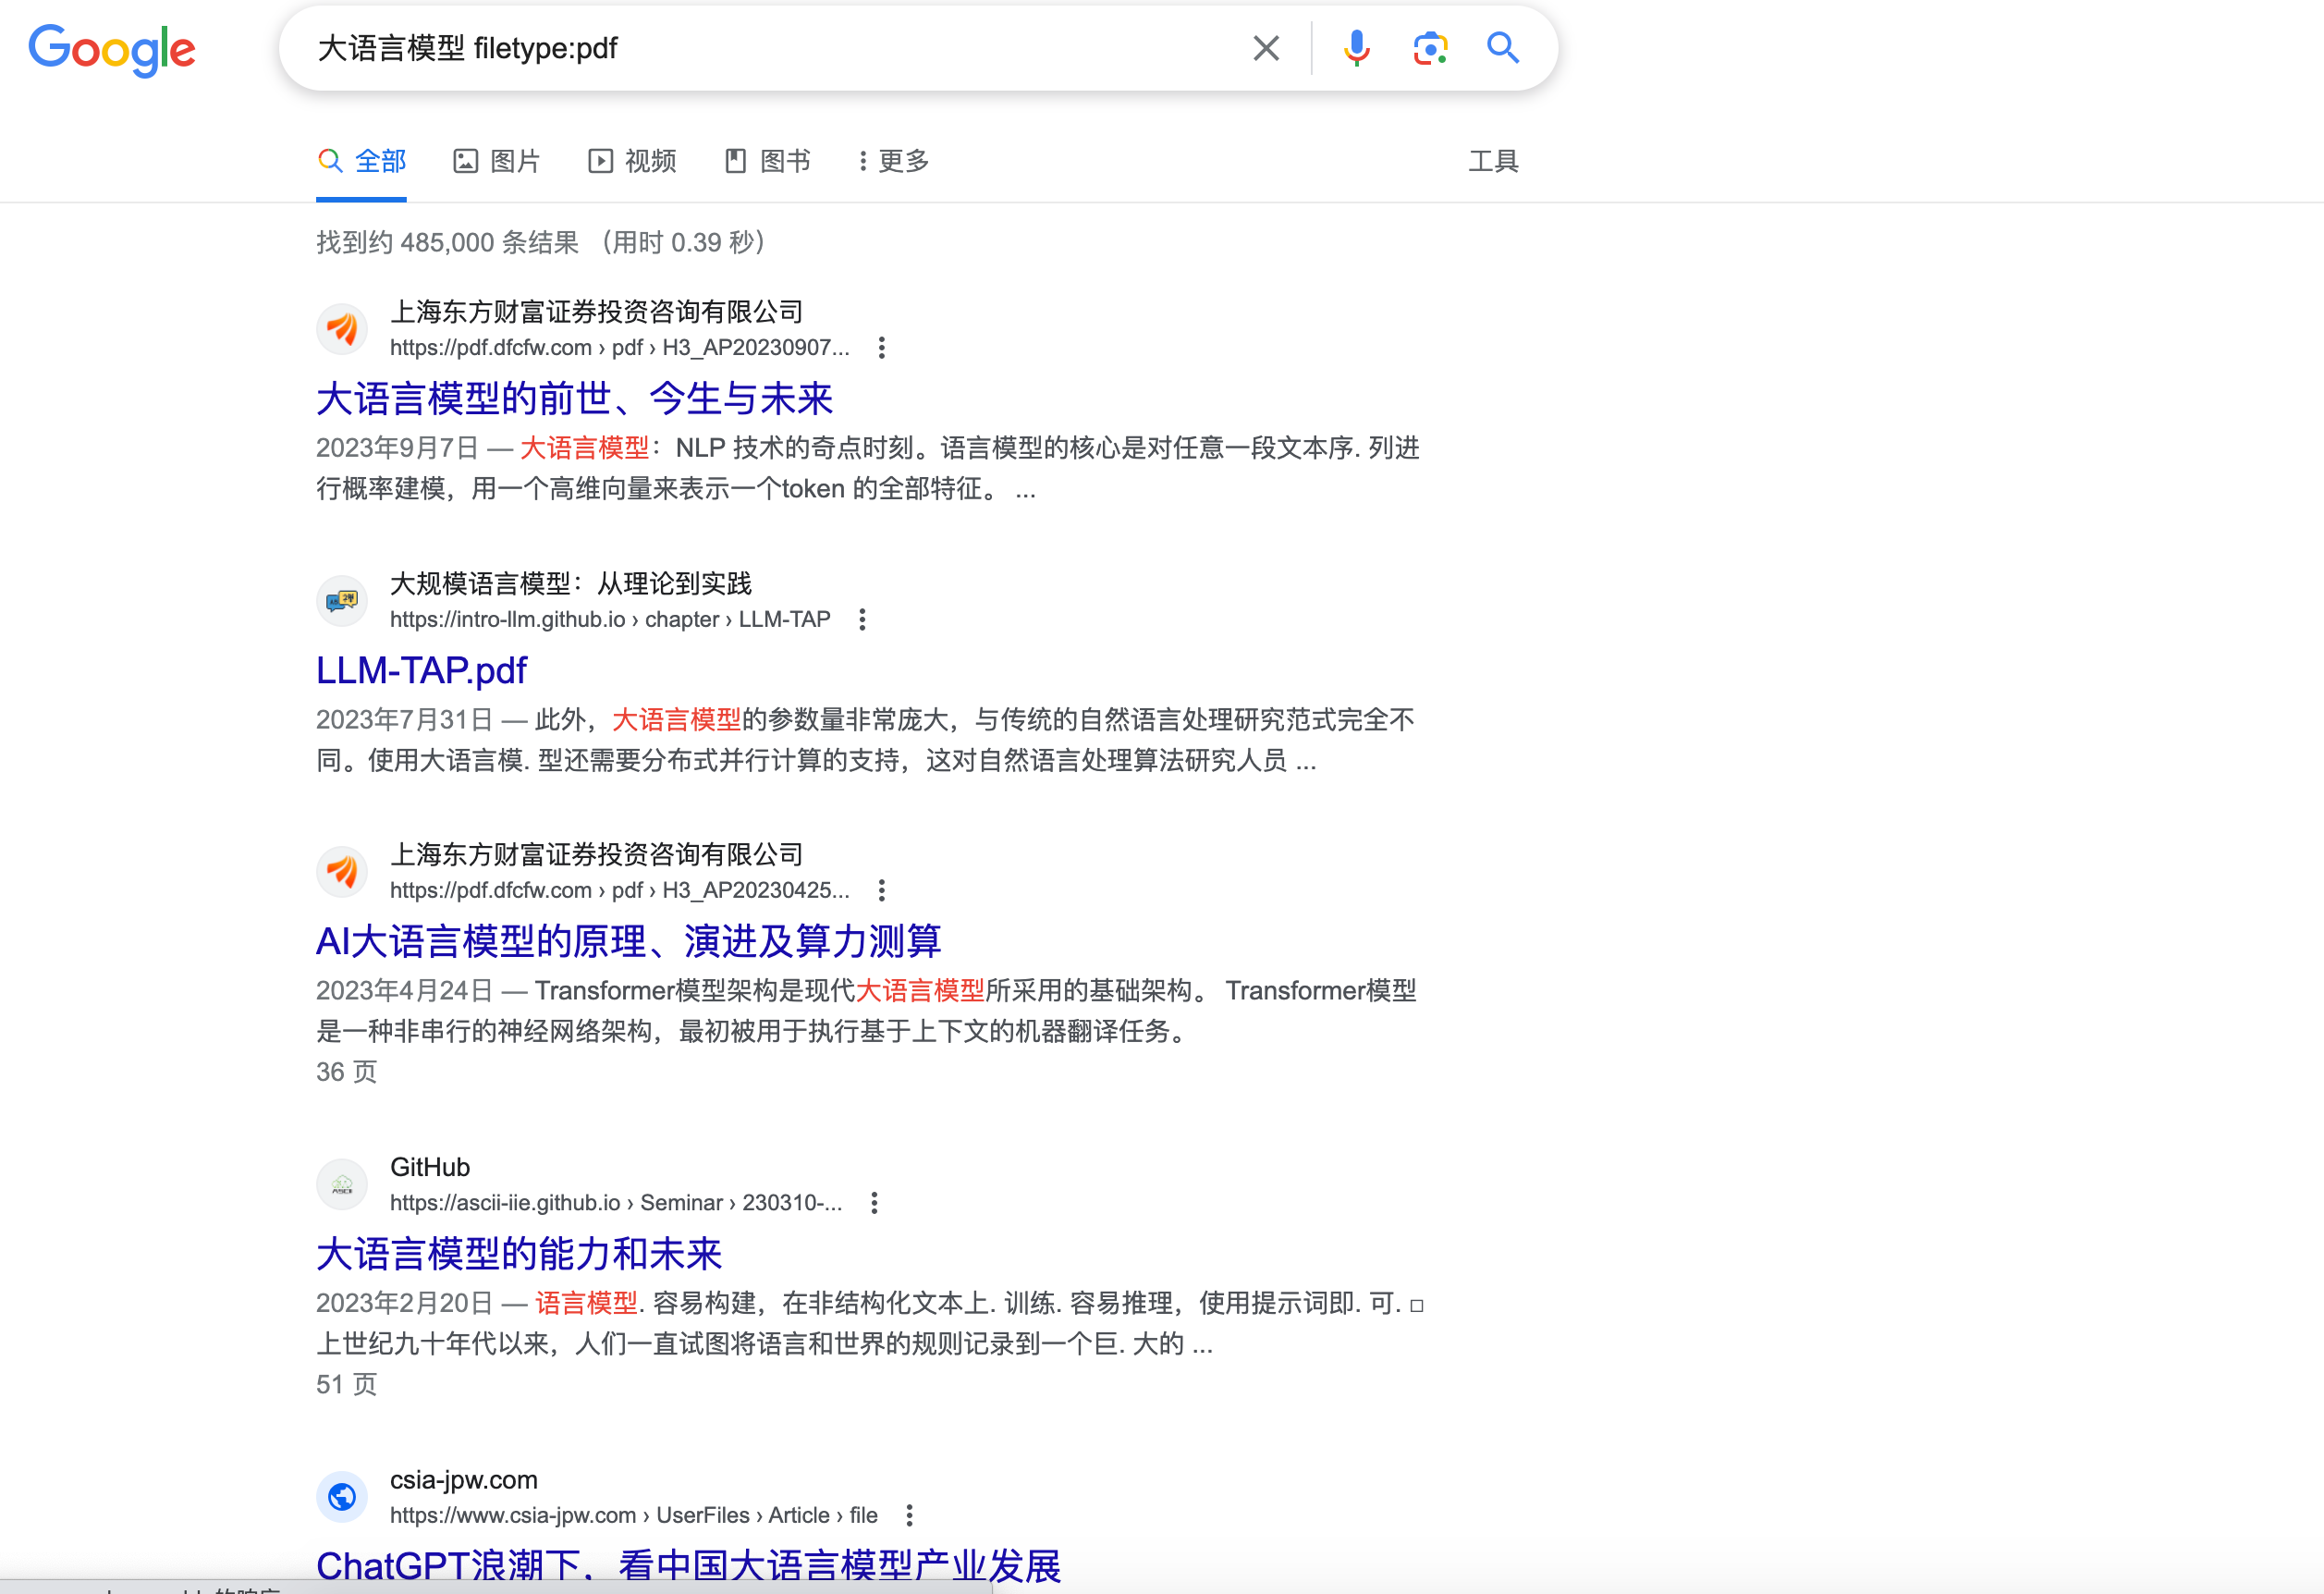 Google
大语言模型 filetype:pdf
全部 图片 视频 图书 更多 工具
找到约 485,000 条结果 （用时 0.39 秒）
上海东方财富证券投资咨询有限公司
https://pdf.dfcfw.com › pdf › H3_AP20230907...
大语言模型的前世、今生与未来
2023年9月7日 — 大语言模型：NLP 技术的奇点时刻。语言模型的核心是对任意一段文本序. 列进
行概率建模，用一个高维向量来表示一个token 的全部特征。 ...
大规模语言模型：从理论到实践
https://intro-llm.github.io › chapter › LLM-TAP
LLM-TAP.pdf
2023年7月31日 — 此外，大语言模型的参数量非常庞大，与传统的自然语言处理研究范式完全不
同。使用大语言模. 型还需要分布式并行计算的支持，这对自然语言处理算法研究人员 ...
上海东方财富证券投资咨询有限公司
https://pdf.dfcfw.com › pdf › H3_AP20230425...
AI大语言模型的原理、演进及算力测算
2023年4月24日 — Transformer模型架构是现代大语言模型所采用的基础架构。 Transformer模型
是一种非串行的神经网络架构，最初被用于执行基于上下文的机器翻译任务。
36 页
GitHub
https://ascii-iie.github.io › Seminar › 230310-...
大语言模型的能力和未来
2023年2月20日 — 语言模型. 容易构建，在非结构化文本上. 训练. 容易推理，使用提示词即. 可. □
上世纪九十年代以来，人们一直试图将语言和世界的规则记录到一个巨. 大的 ...
51 页
csia-jpw.com
https://www.csia-jpw.com › UserFiles › Article › file
ChatGPT浪潮下，看中国大语言模型产业发展